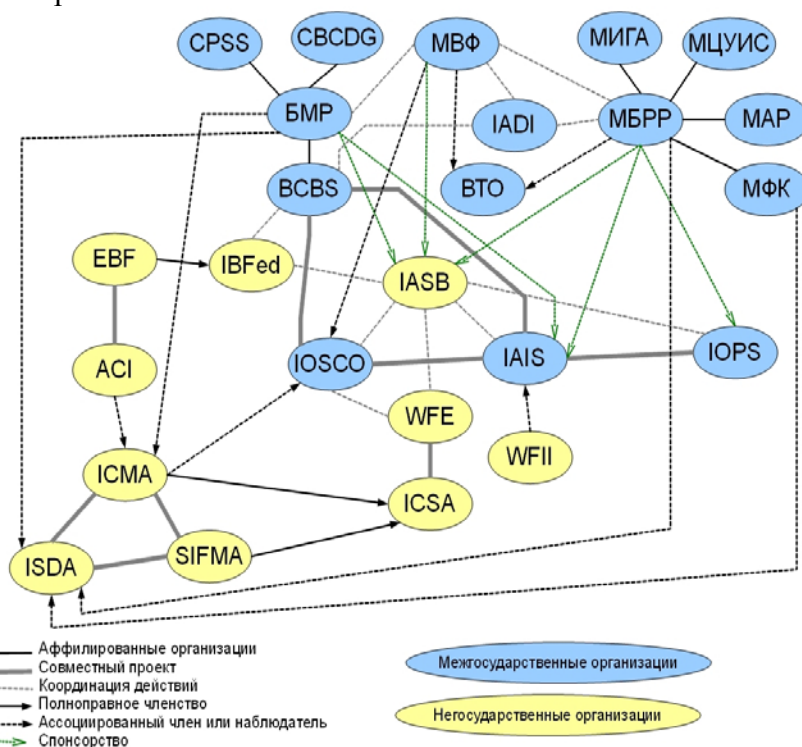 CPSS
CBCDG
МВФ
МИГА
МЦУИС
БМР
IADI
МБРР
МАР
BCBS
ВТО
МФК
EBF
IBFed
IASB
ACI
IOSCO
IAIS
IOPS
WFE
WFII
ICMA
ICSA
ISDA
SIFMA
Аффилированные организации
Совместный проект
Координация действий
Полноправное членство
Ассоциированный член или наблюдатель
Спонсорство
Межгосударственные организации
Негосударственные организации